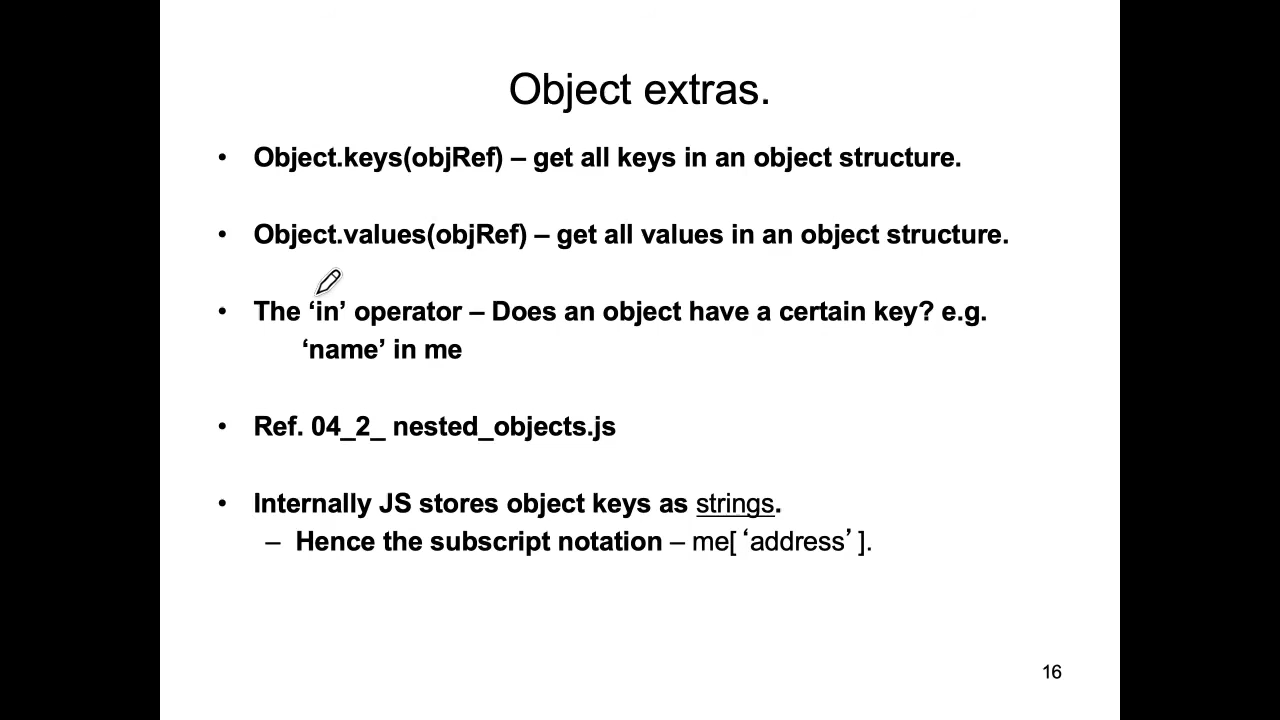 Object extras.
• Object.keys(objRef) – get all keys in an object structure.
• Object.values(objRef) – get all values in an object structure.
• The ‘in’ operator – Does an object have a certain key? e.g.
‘name’ in me
• Ref. 04_2_ nested_objects.js
• Internally JS stores object keys as strings.
– Hence the subscript notation – me[ ‘address’ ].
16